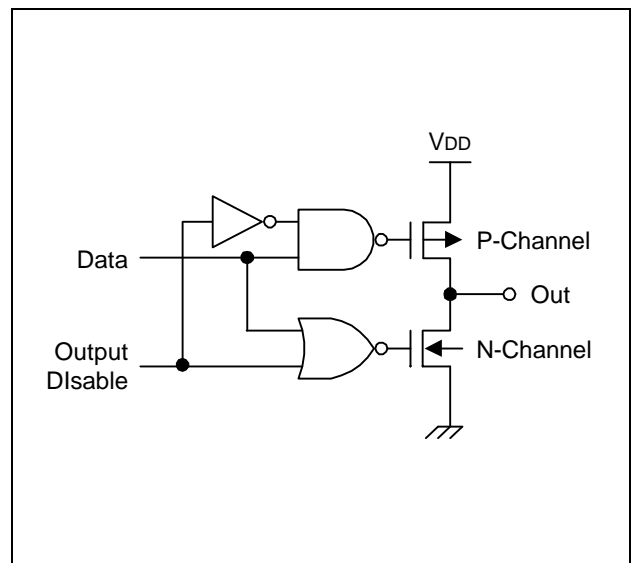 VDD
P-Channel
Data
Out
Output
DIsable
N-Channel